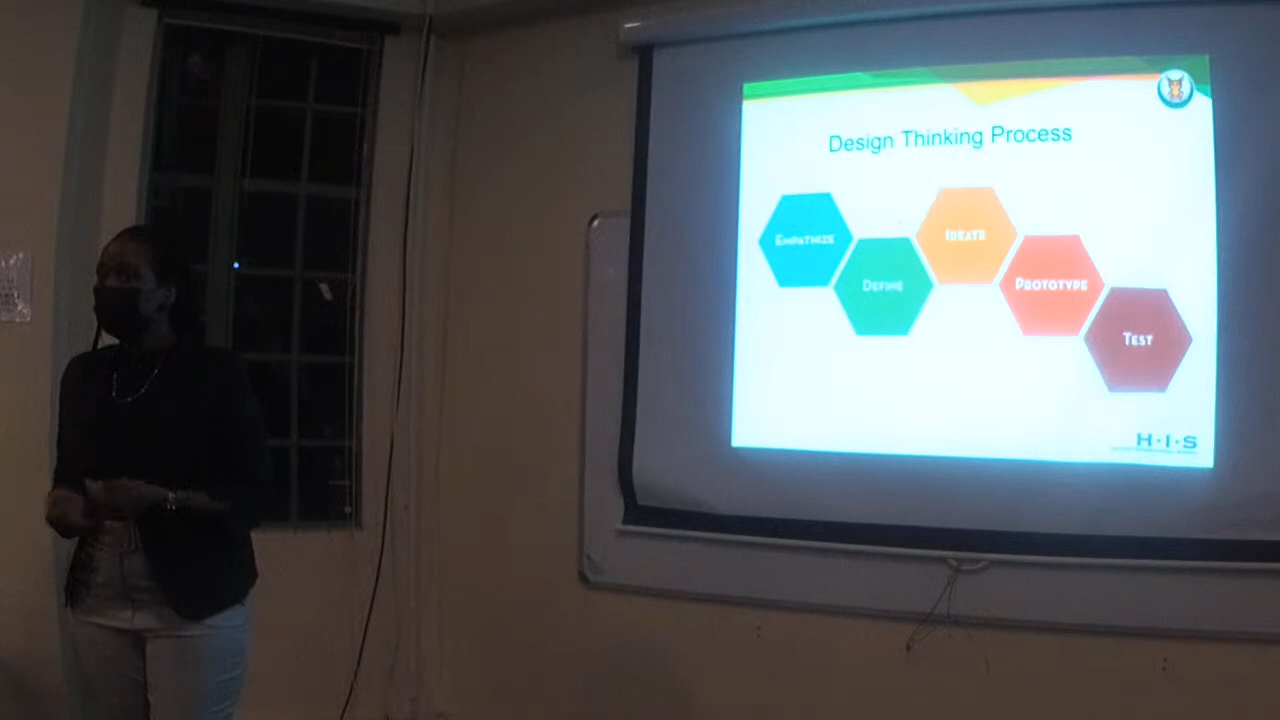 Design Thinking Process
EMPATHIZE
DEFINE
IDEATE
PROTOTYPE
TEST
H·I·S